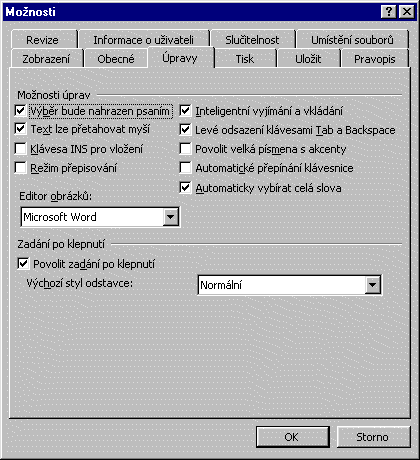 Možnosti
Revize Informace o uživateli Slučitelnost Umístění souborů
Zobrazení Obecné Úpravy Tisk Uložit Pravopis
Možnosti úprav
Výběr bude nahrazen psaním
Text lze přetahovat myší
Klávesa INS pro vložení
Režim přepisování
Inteligentní vyjímání a vkládání
Levé odsazení klávesami Tab a Backspace
Povolit velká písmena s akcenty
Automatické přepínání klávesnice
Automaticky vybírat celá slova
Editor obrázků:
Microsoft Word
Zadání po klepnutí
Povolit zadání po klepnutí
Výchozí styl odstavce: Normální
OK Storno